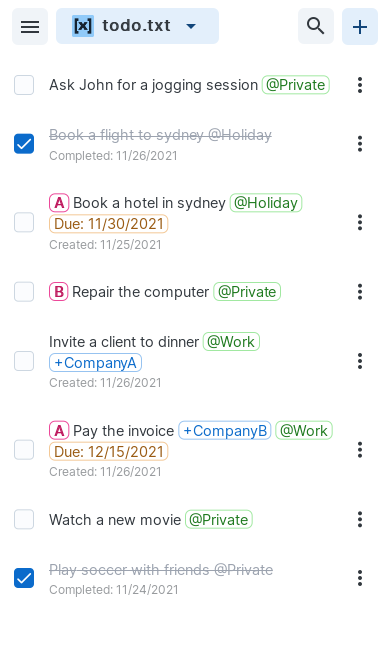 [x] todo.txt
Ask John for a jogging session @Private
Book a flight to sydney @Holiday
Completed: 11/26/2021
A Book a hotel in sydney @Holiday
Due: 11/30/2021
Created: 11/25/2021
B Repair the computer @Private
Invite a client to dinner @Work
+CompanyA
Created: 11/26/2021
A Pay the invoice +CompanyB @Work
Due: 12/15/2021
Created: 11/26/2021
Watch a new movie @Private
Play soccer with friends @Private
Completed: 11/24/2021